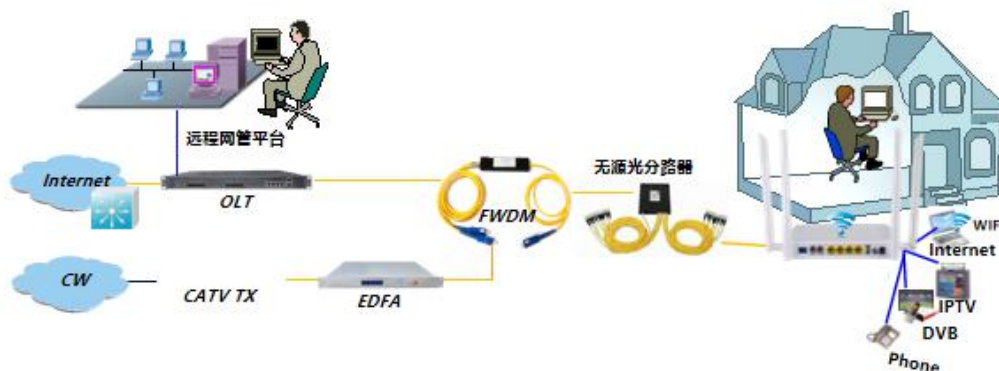 远程网管平台
Internet
OLT
FWDM
无源光分路器
CW
CATV TX
EDFA
WIFI
Internet
IPTV
DVB
Phone